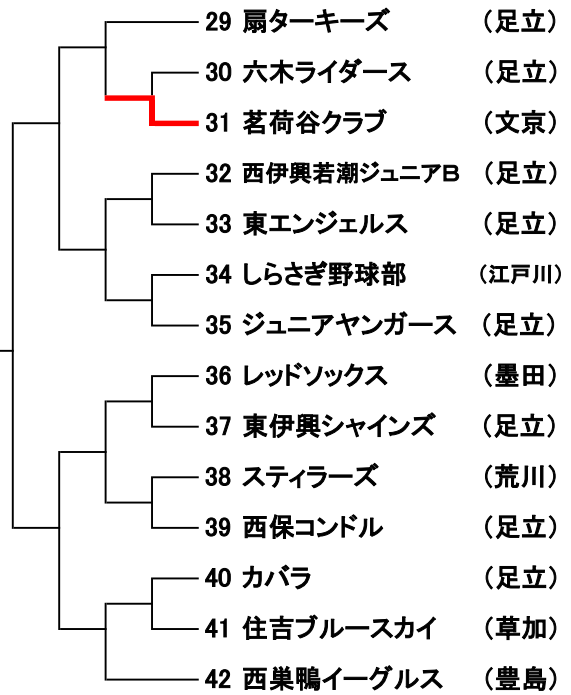 29 扇ターキーズ （足立）
30 六木ライダース （足立）
31 茗荷谷クラブ （文京）
32 西伊興若潮ジュニアＢ （足立）
33 東エンジェルス （足立）
34 しらさぎ野球部 （江戸川）
35 ジュニアヤンガース （足立）
36 レッドソックス （墨田）
37 東伊興シャインズ （足立）
38 スティラーズ （荒川）
39 西保コンドル （足立）
40 カバラ （足立）
41 住吉ブルースカイ （草加）
42 西巣鴨イーグルス （豊島）